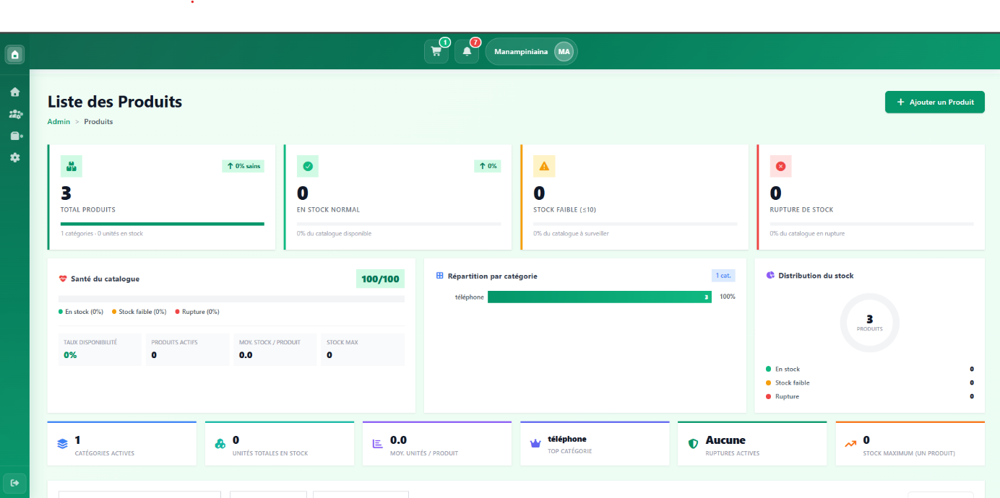 1
7
Manampiniaina MA
Liste des Produits
Ajouter un Produit
Admin > Produits
0% sains
3
TOTAL PRODUITS
1 catégories - 0 unités en stock
0%
0
EN STOCK NORMAL
0% du catalogue disponible
0
STOCK FAIBLE (≤10)
0% du catalogue à surveiller
0
RUPTURE DE STOCK
0% du catalogue en rupture
Santé du catalogue
100/100
En stock (0%) Stock faible (0%) Rupture (0%)
TAUX DISPONIBILITÉ
0%
PRODUITS ACTIFS
0
MOY. STOCK / PRODUIT
0.0
STOCK MAX
0
Répartition par catégorie
1 cat.
téléphone 3 100%
Distribution du stock
3
PRODUITS
En stock 0
Stock faible 0
Rupture 0
1
CATÉGORIES ACTIVES
0
UNITÉS TOTALES EN STOCK
0.0
MOY. UNITÉS / PRODUIT
téléphone
TOP CATÉGORIE
Aucune
RUPTURES ACTIVES
0
STOCK MAXIMUM (UN PRODUIT)